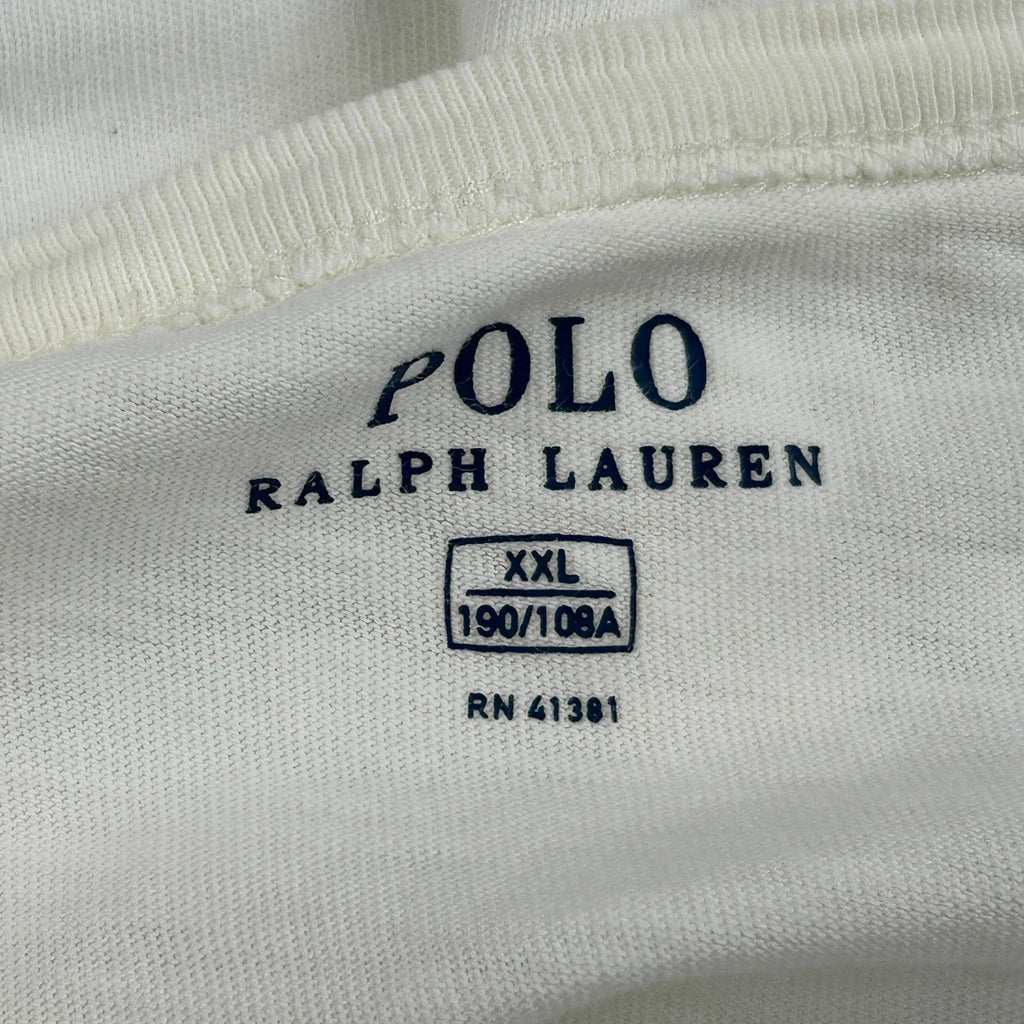 POLO
RALPH LAUREN
XXL
190/108A
RN 41381